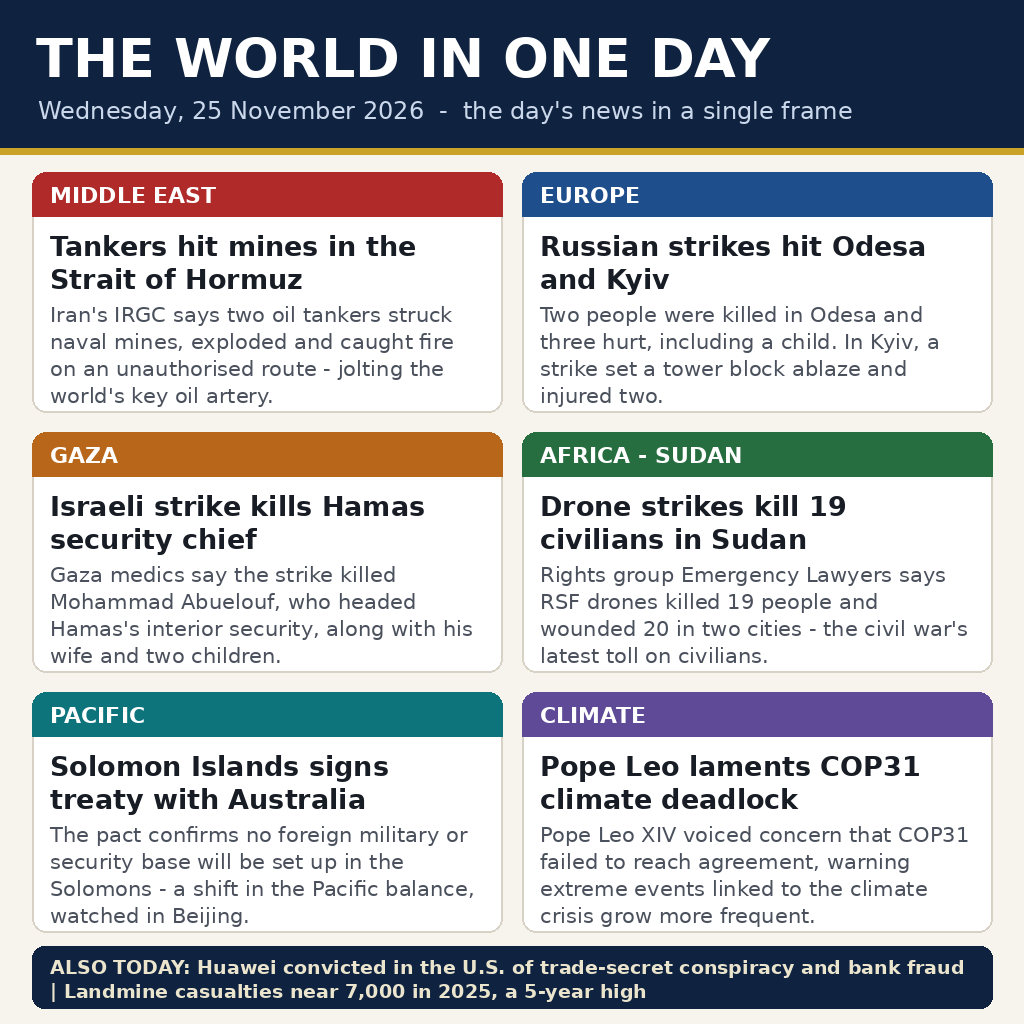 THE WORLD IN ONE DAY
Wednesday, 25 November 2026 - the day's news in a single frame
MIDDLE EAST
Tankers hit mines in the
Strait of Hormuz
Iran's IRGC says two oil tankers struck
naval mines, exploded and caught fire
on an unauthorised route - jolting the
world's key oil artery.
EUROPE
Russian strikes hit Odesa
and Kyiv
Two people were killed in Odesa and
three hurt, including a child. In Kyiv, a
strike set a tower block ablaze and
injured two.
GAZA
Israeli strike kills Hamas
security chief
Gaza medics say the strike killed
Mohammad Abuelouf, who headed
Hamas's interior security, along with his
wife and two children.
AFRICA - SUDAN
Drone strikes kill 19
civilians in Sudan
Rights group Emergency Lawyers says
RSF drones killed 19 people and
wounded 20 in two cities - the civil war's
latest toll on civilians.
PACIFIC
Solomon Islands signs
treaty with Australia
The pact confirms no foreign military or
security base will be set up in the
Solomons - a shift in the Pacific balance,
watched in Beijing.
CLIMATE
Pope Leo laments COP31
climate deadlock
Pope Leo XIV voiced concern that COP31
failed to reach agreement, warning
extreme events linked to the climate
crisis grow more frequent.
ALSO TODAY: Huawei convicted in the U.S. of trade-secret conspiracy and bank fraud
| Landmine casualties near 7,000 in 2025, a 5-year high